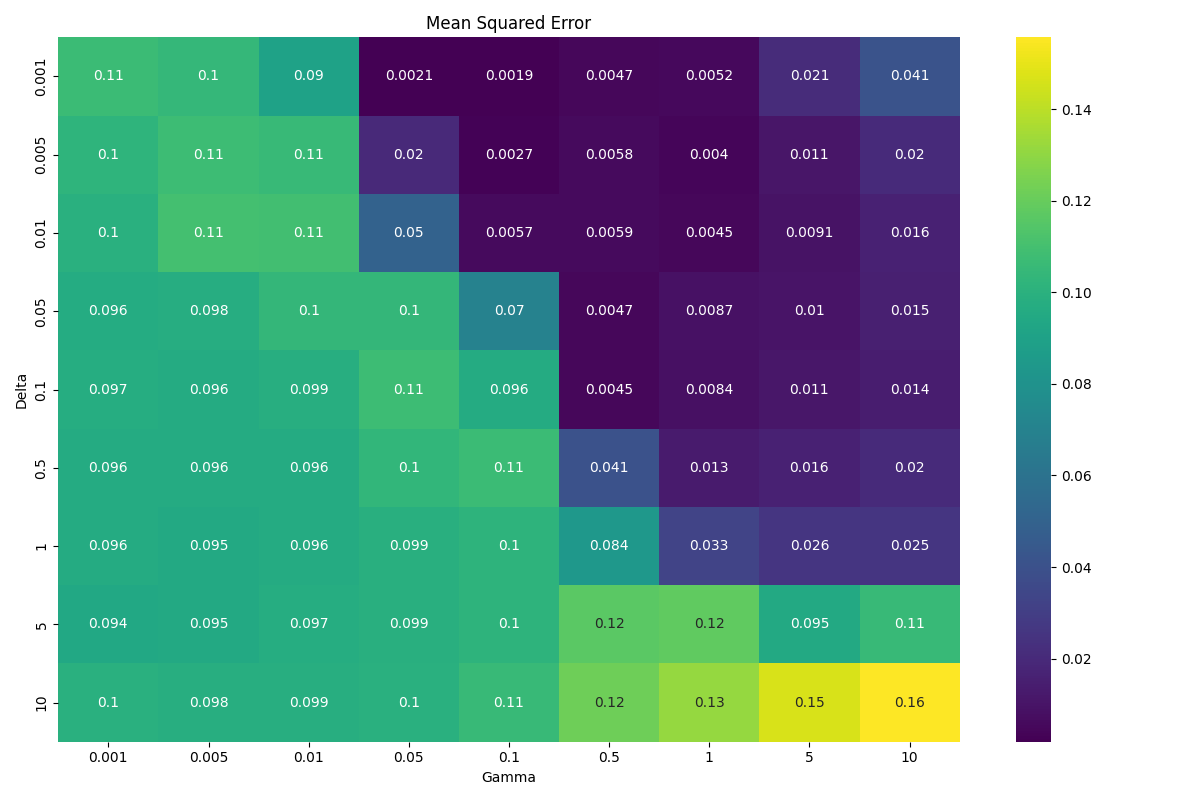 Mean Squared Error
0.001 0.11 0.1 0.09 0.0021 0.0019 0.0047 0.0052 0.021 0.041
0.005 0.1 0.11 0.11 0.02 0.0027 0.0058 0.004 0.011 0.02
0.01 0.1 0.11 0.11 0.05 0.0057 0.0059 0.0045 0.0091 0.016
0.05 0.096 0.098 0.1 0.1 0.07 0.0047 0.0087 0.01 0.015
0.1 0.097 0.096 0.099 0.11 0.096 0.0045 0.0084 0.011 0.014
0.5 0.096 0.096 0.096 0.1 0.11 0.041 0.013 0.016 0.02
1 0.096 0.095 0.096 0.099 0.1 0.084 0.033 0.026 0.025
5 0.094 0.095 0.097 0.099 0.1 0.12 0.12 0.095 0.11
10 0.1 0.098 0.099 0.1 0.11 0.12 0.13 0.15 0.16
0.001 0.005 0.01 0.05 0.1 0.5 1 5 10
Gamma
Delta
0.14
0.12
0.10
0.08
0.06
0.04
0.02